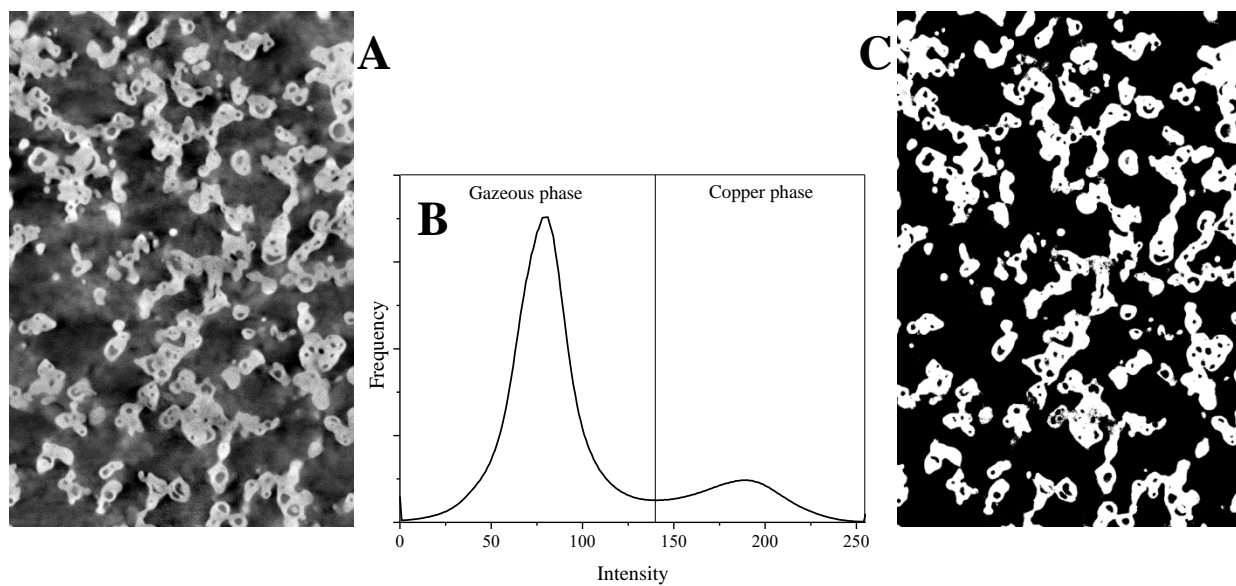 A
C
Gazeous phase
Copper phase
B
Frequency
0
50
100
150
200
250
Intensity